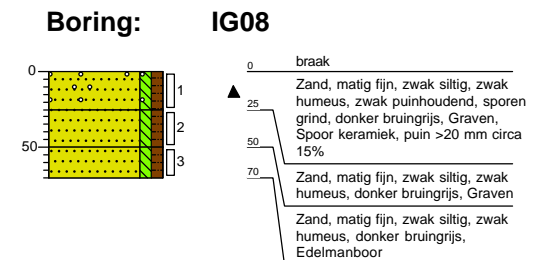 Boring: IG08
0
50
1
2
3
0
25
50
70
braak
Zand, matig fijn, zwak siltig, zwak
humeus, zwak puinhoudend, sporen
grind, donker bruingrijs, Graven,
Spoor keramiek, puin >20 mm circa
15%
Zand, matig fijn, zwak siltig, zwak
humeus, donker bruingrijs, Graven
Zand, matig fijn, zwak siltig, zwak
humeus, donker bruingrijs,
Edelmanboor